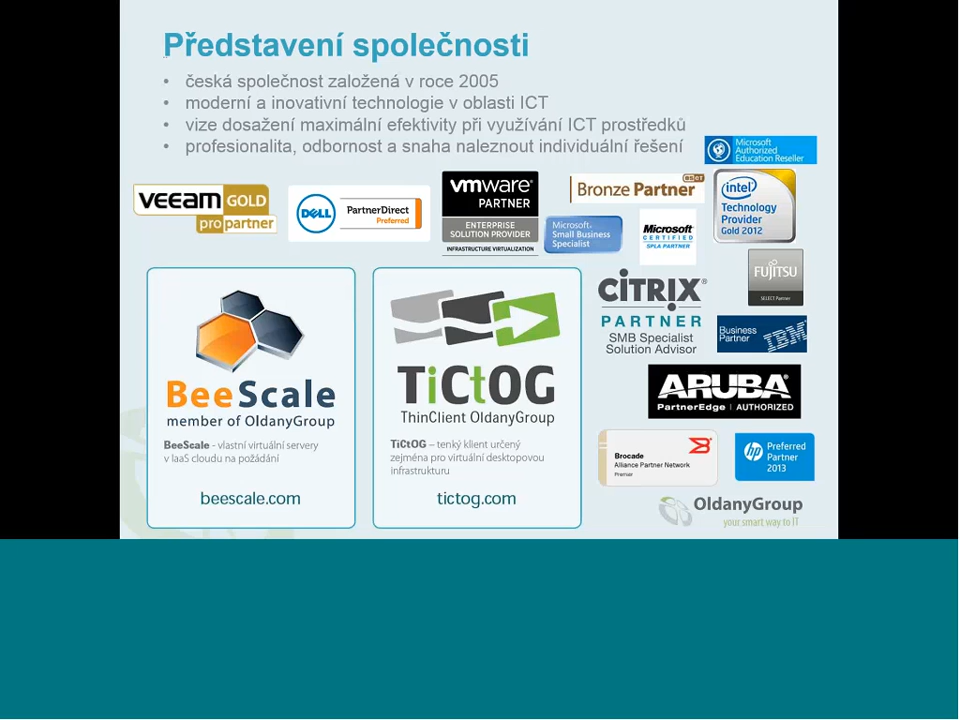 Představení společnosti
• česká společnost založená v roce 2005
• moderní a inovativní technologie v oblasti ICT
• vize dosažení maximální efektivity při využívání ICT prostředků
• profesionalita, odbornost a snaha naleznout individuální řešení
Microsoft
Authorized
Education Reseller
veeAM GOLD
pro partner
DELL
PartnerDirect
Preferred
vmware
PARTNER
ENTERPRISE
SOLUTION PROVIDER
INFRASTRUCTURE VIRTUALIZATION
eset
Bronze Partner
Microsoft
Small Business
Specialist
Microsoft
CERTIFIED
SPLA PARTNER
intel
Technology
Provider
Gold 2012
FUJITSU
SELECT Partner
CITRIX®
PARTNER
SMB Specialist
Solution Advisor
Business
Partner
IBM
ARUBA®
PartnerEdge | AUTHORIZED
Brocade
Alliance Partner Network
Premier
hp
Preferred
Partner
2013
BeeScale
member of OldanyGroup
BeeScale - vlastní virtuální servery
v IaaS cloudu na požádání
beescale.com
TiCtOG
ThinClient OldanyGroup
TiCtOG – tenký klient určený
zejména pro virtuální desktopovou
infrastrukturu
tictog.com
OldanyGroup
your smart way to IT